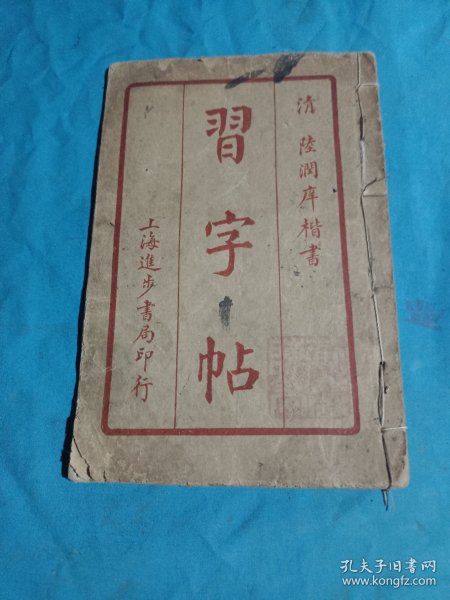 清 陸潤庠楷書
習字帖
上海進步書局印行
孔夫子旧书网
www.kongfz.com